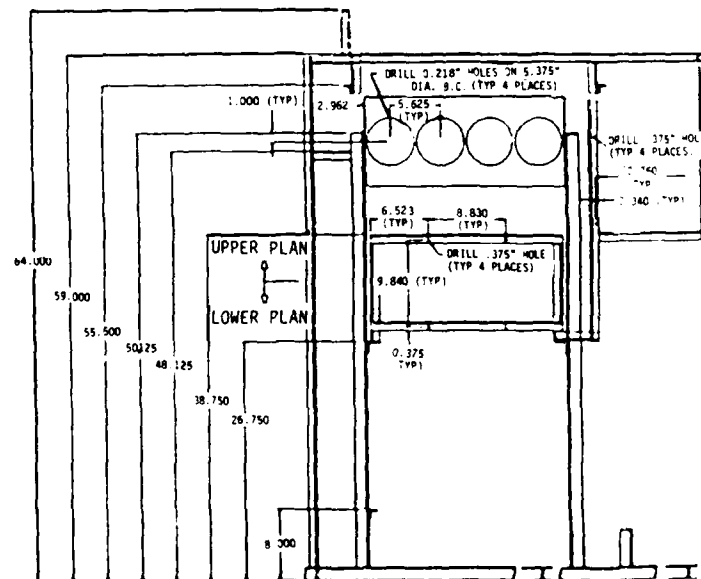 DRILL 0.218" HOLES ON 5.375"
DIA. B.C. (TYP 4 PLACES)
1.000 (TYP)
2.962
5.625
(TYP)
DRILL .375" HOL
(TYP 4 PLACES.
TYP
.340 (TYP)
6.523
(TYP)
8.830
(TYP)
UPPER PLAN
LOWER PLAN
DRILL .375" HOLE
(TYP 4 PLACES)
9.840 (TYP)
0.375
TYP)
64.000
59.000
55.500
50.125
48.125
38.750
26.750
8.000